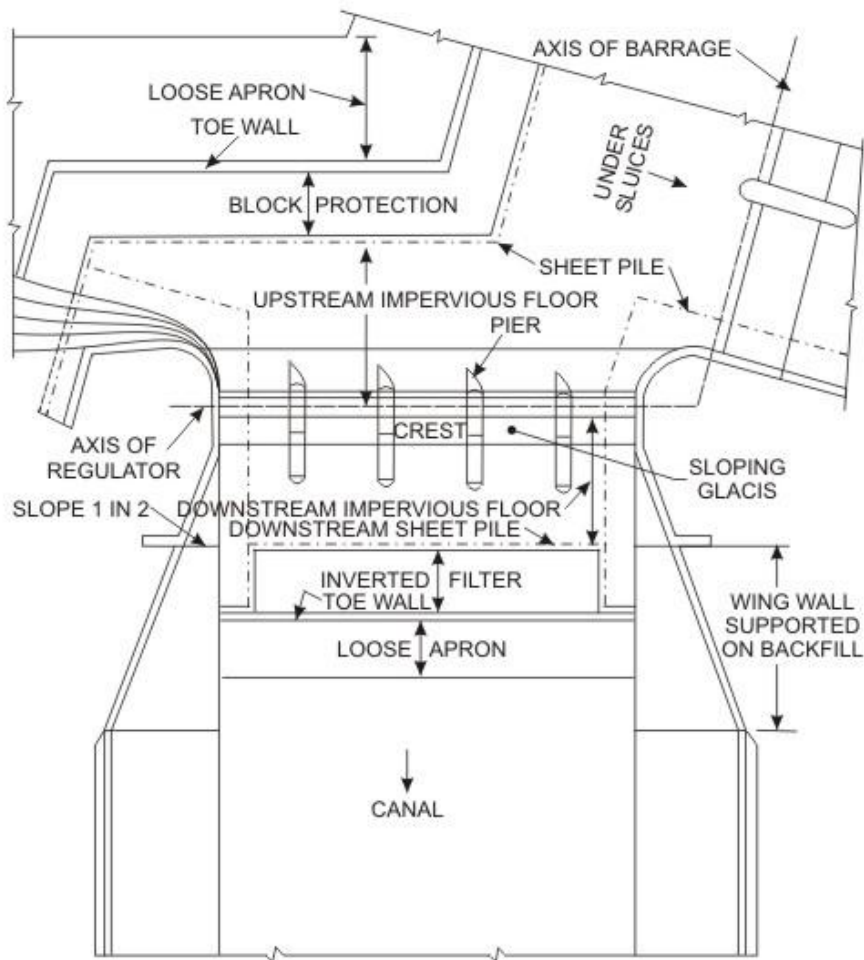 AXIS OF BARRAGE
LOOSE APRON
TOE WALL
UNDER
SLUICES
BLOCK PROTECTION
SHEET PILE
UPSTREAM IMPERVIOUS FLOOR
PIER
CREST
AXIS OF
REGULATOR
SLOPING
GLACIS
SLOPE 1 IN 2
DOWNSTREAM IMPERVIOUS FLOOR
DOWNSTREAM SHEET PILE
INVERTED FILTER
TOE WALL
WING WALL
SUPPORTED
ON BACKFILL
LOOSE APRON
CANAL